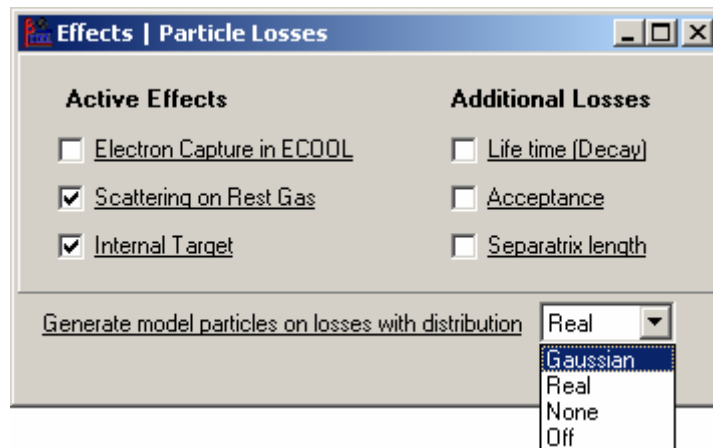 Effects | Particle Losses
Active Effects Additional Losses
Electron Capture in ECOOL Life time (Decay)
Scattering on Rest Gas Acceptance
Internal Target Separatrix length
Generate model particles on losses with distribution Real
Gaussian
Real
None
Off